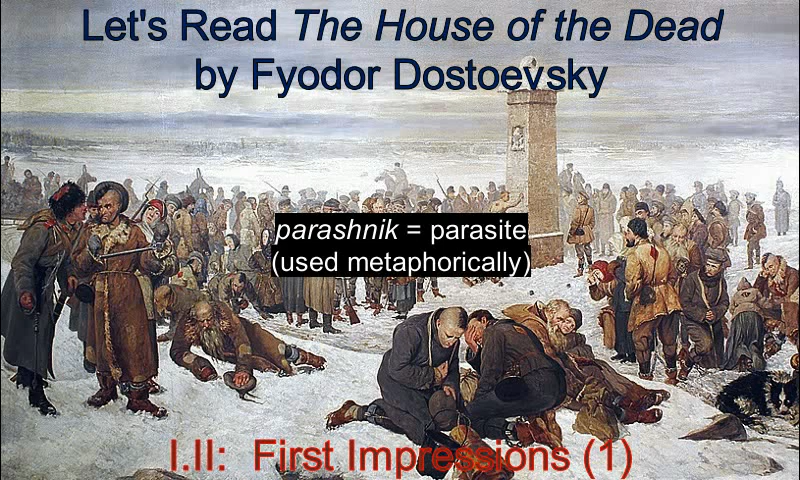 Let's Read The House of the Dead
by Fyodor Dostoevsky
parashnik = parasite
(used metaphorically)
I.II: First Impressions (1)